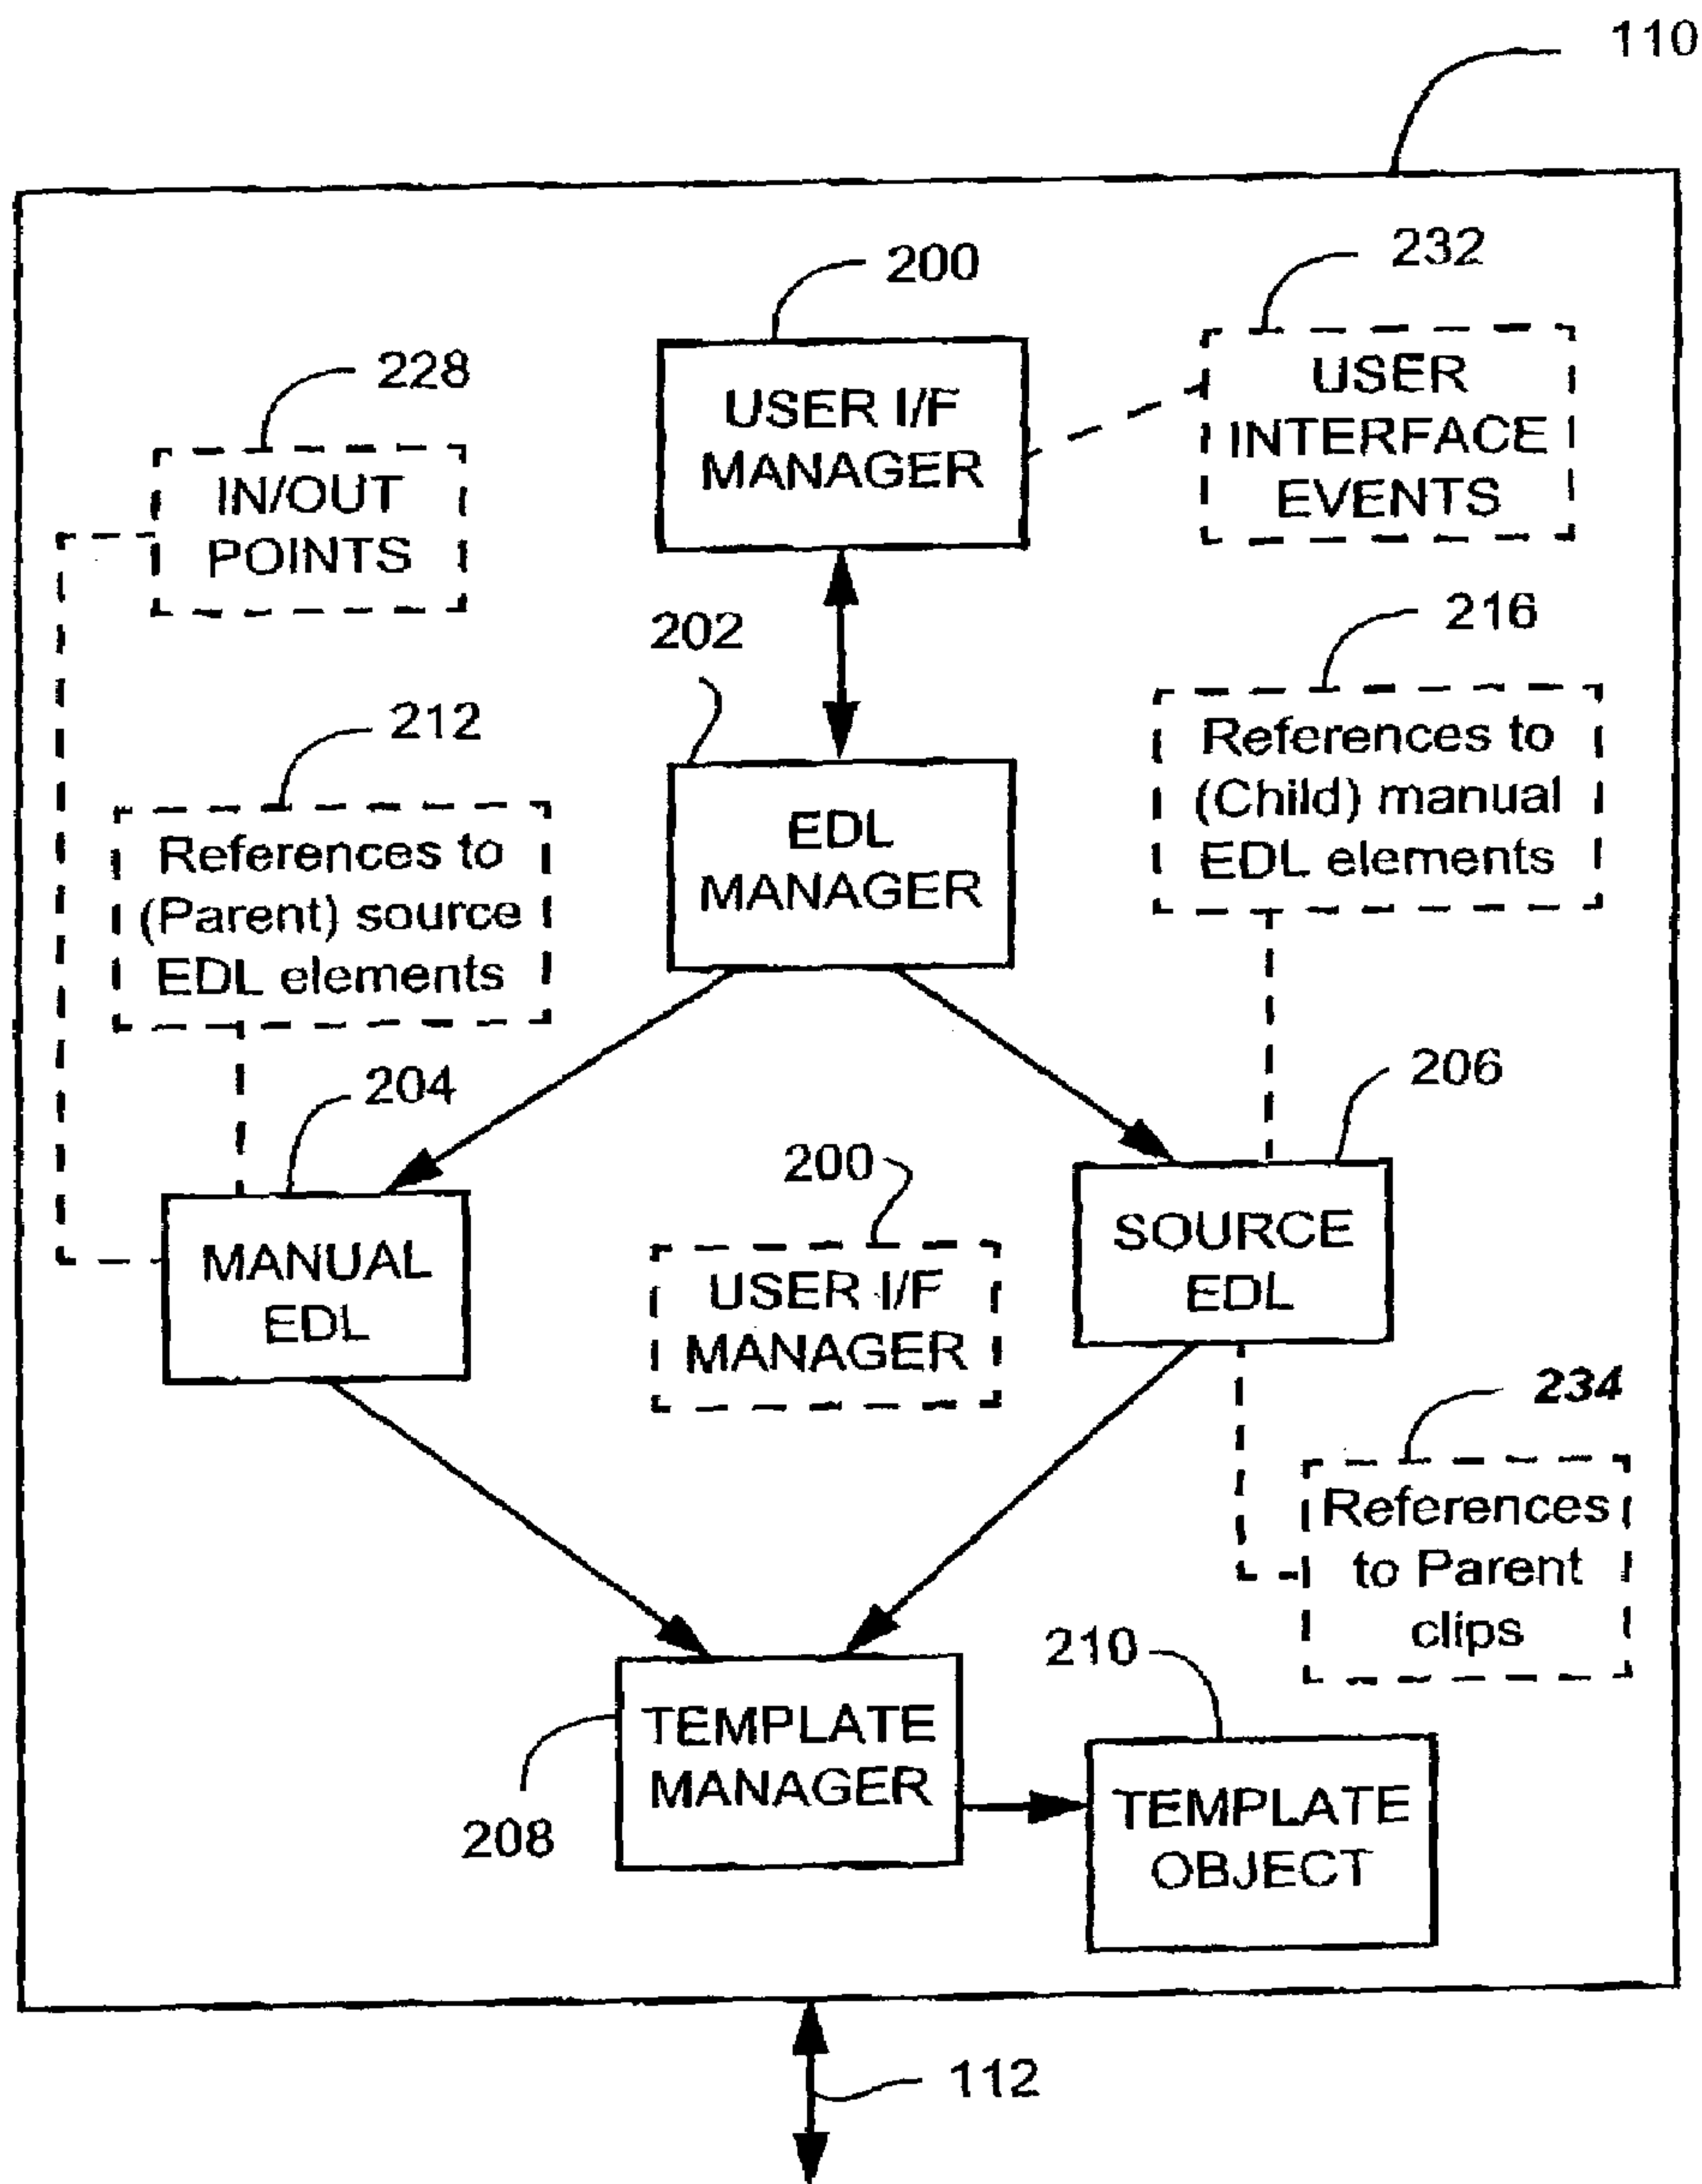 110
200
232
USER I/F
MANAGER
USER
INTERFACE
EVENTS
228
IN/OUT
POINTS
202
216
References to
(Child) manual
EDL elements
212
References to
(Parent) source
EDL elements
EDL
MANAGER
204
206
200
MANUAL
EDL
USER I/F
MANAGER
SOURCE
EDL
234
References
to Parent
clips
210
TEMPLATE
MANAGER
208
TEMPLATE
OBJECT
112